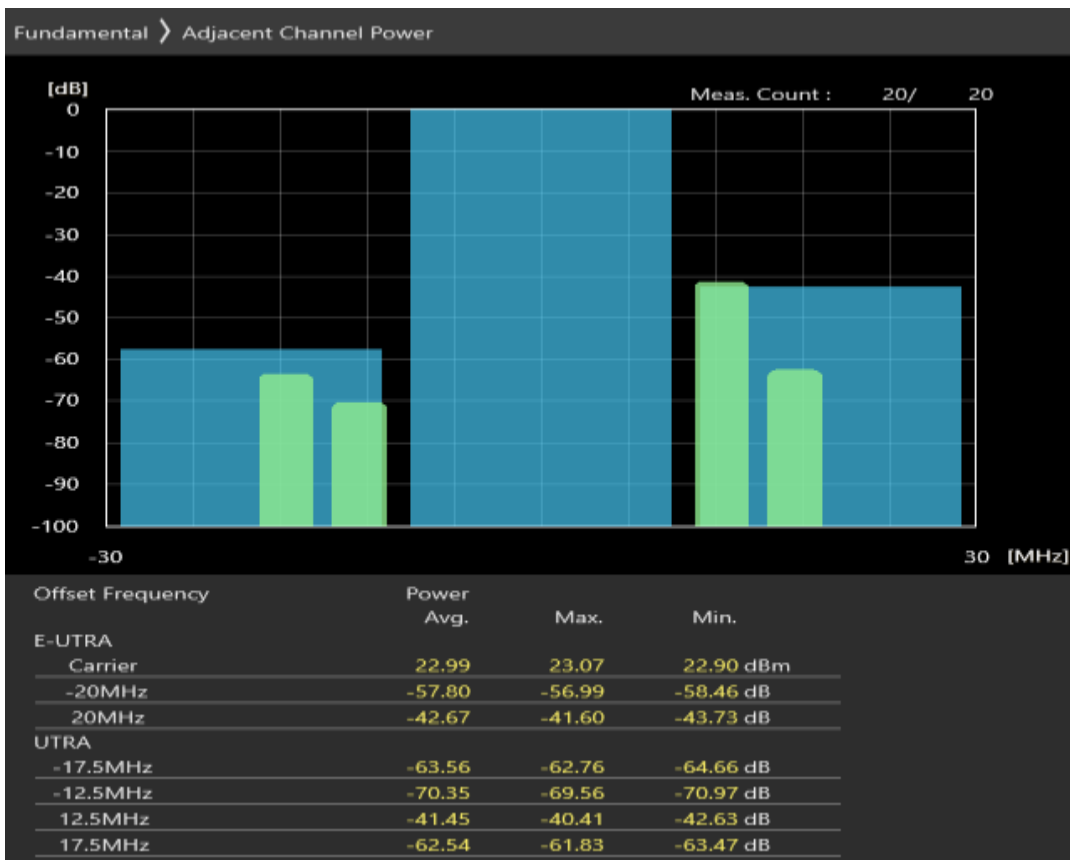 Fundamental 〉 Adjacent Channel Power
[dB]
Meas. Count : 20/ 20
0
-10
-20
-30
-40
-50
-60
-70
-80
-90
-100
-30 30 [MHz]
Offset Frequency Power
Avg. Max. Min.
E-UTRA
Carrier 22.99 23.07 22.90 dBm
-20MHz -57.80 -56.99 -58.46 dB
20MHz -42.67 -41.60 -43.73 dB
UTRA
-17.5MHz -63.56 -62.76 -64.66 dB
-12.5MHz -70.35 -69.56 -70.97 dB
12.5MHz -41.45 -40.41 -42.63 dB
17.5MHz -62.54 -61.83 -63.47 dB